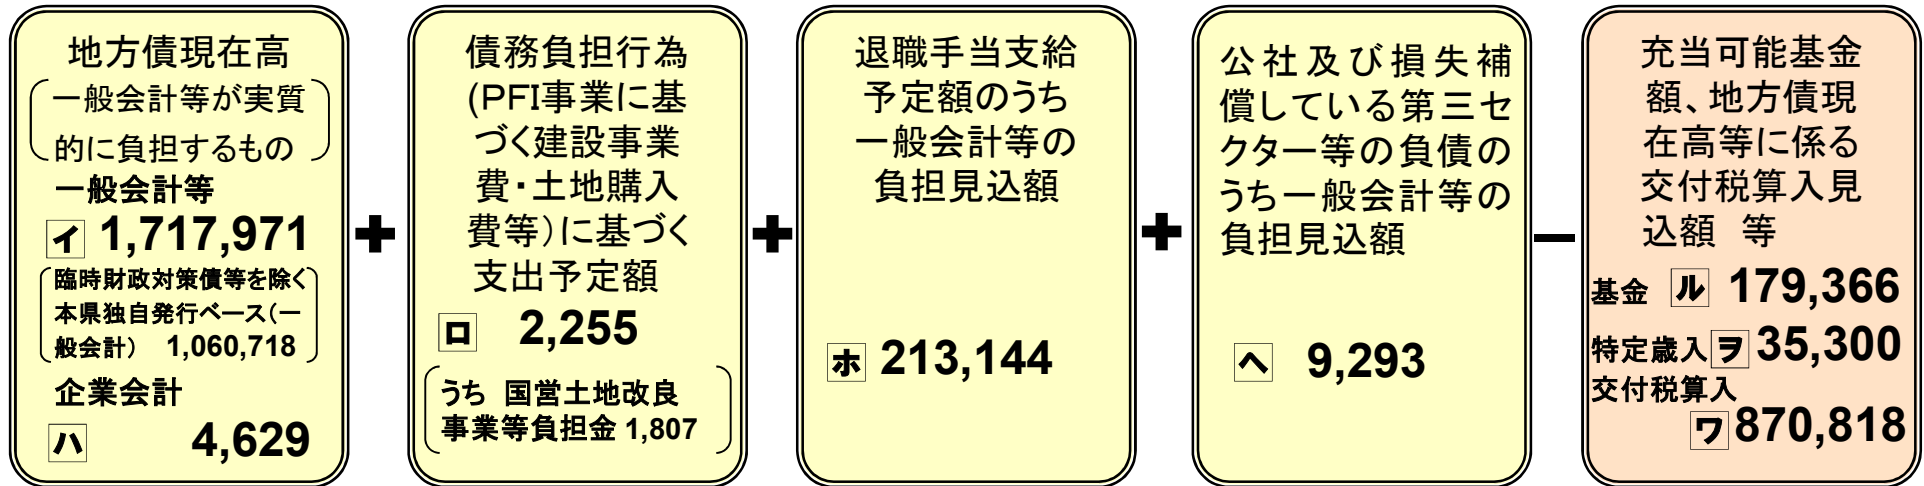 地方債現在高
一般会計等が実質
的に負担するもの
一般会計等
イ 1,717,971
臨時財政対策債等を除く
本県独自発行ベース(一
般会計) 1,060,718
企業会計
ハ 4,629
+
債務負担行為
(PFI事業に基
づく建設事業
費・土地購入
費等)に基づく
支出予定額
ロ 2,255
うち 国営土地改良
事業等負担金 1,807
+
退職手当支給
予定額のうち
一般会計等の
負担見込額
ホ 213,144
+
公社及び損失補
償している第三セ
クター等の負債の
うち一般会計等の
負担見込額
ヘ 9,293
－
充当可能基金
額、地方債現
在高等に係る
交付税算入見
込額 等
基金 ル 179,366
特定歳入 ヲ 35,300
交付税算入
ワ 870,818